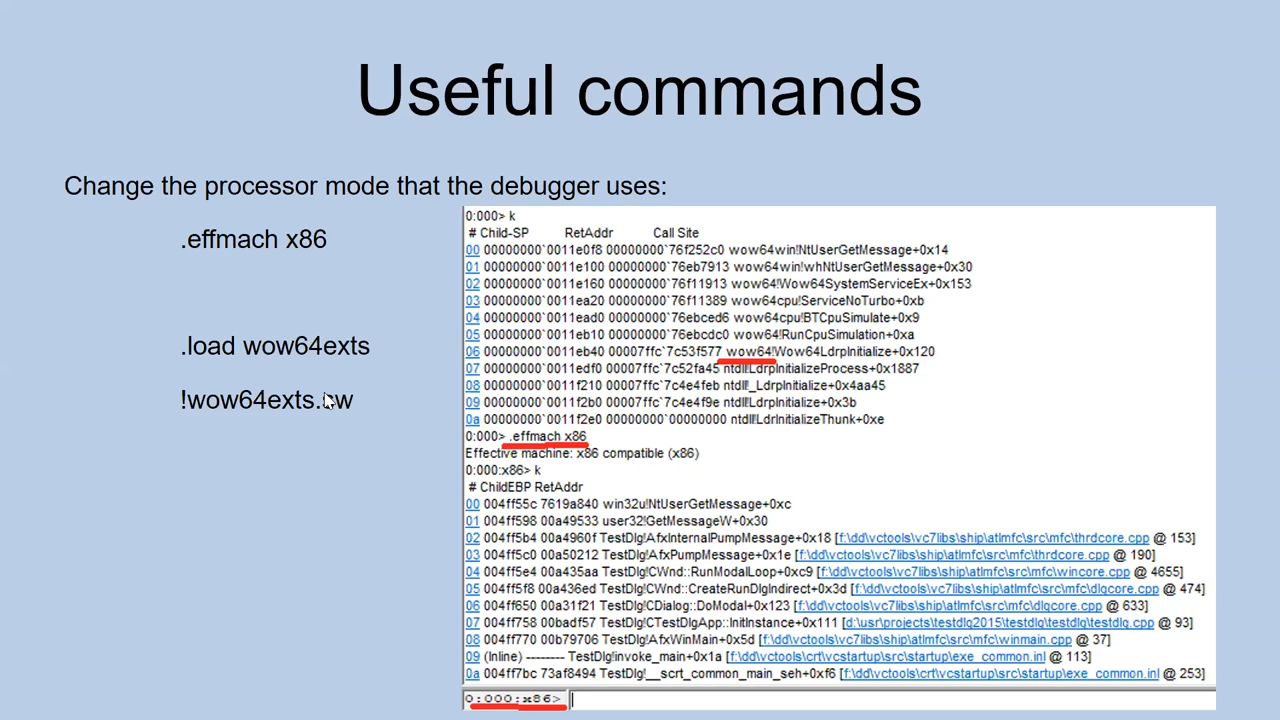 Useful commands
Change the processor mode that the debugger uses:
.effmach x86
.load wow64exts
!wow64exts.sw
0:000> k
# Child-SP RetAddr Call Site
00 00000000`0011e0f8 00000000`76f252c0 wow64win!NtUserGetMessage+0x14
01 00000000`0011e100 00000000`76eb7913 wow64win!whNtUserGetMessage+0x30
02 00000000`0011e160 00000000`76f11913 wow64!Wow64SystemServiceEx+0x153
03 00000000`0011ea20 00000000`76f11389 wow64cpu!ServiceNoTurbo+0xb
04 00000000`0011ead0 00000000`76ebced6 wow64cpu!BTCpuSimulate+0x9
05 00000000`0011eb10 00000000`76ebcdc0 wow64!RunCpuSimulation+0xa
06 00000000`0011eb40 00007ffc`7c53f577 wow64!Wow64LdrpInitialize+0x120
07 00000000`0011edf0 00007ffc`7c52fa45 ntdll!LdrpInitializeProcess+0x1887
08 00000000`0011f210 00007ffc`7c4e4feb ntdll!_LdrpInitialize+0x4aa45
09 00000000`0011f2b0 00007ffc`7c4e4f9e ntdll!LdrpInitialize+0x3b
0a 00000000`0011f2e0 00000000`00000000 ntdll!LdrInitializeThunk+0xe
0:000> .effmach x86
Effective machine: x86 compatible (x86)
0:000:x86> k
# ChildEBP RetAddr
00 004ff55c 7619a840 win32u!NtUserGetMessage+0xc
01 004ff598 00a49533 user32!GetMessageW+0x30
02 004ff5b4 00a4960f TestDlg!AfxInternalPumpMessage+0x18 [f:\dd\vctools\vc7libs\ship\atlmfc\src\mfc\thrdcore.cpp @ 153]
03 004ff5c0 00a50212 TestDlg!AfxPumpMessage+0x1e [f:\dd\vctools\vc7libs\ship\atlmfc\src\mfc\thrdcore.cpp @ 190]
04 004ff5e4 00a435aa TestDlg!CWnd::RunModalLoop+0xc9 [f:\dd\vctools\vc7libs\ship\atlmfc\src\mfc\wincore.cpp @ 4655]
05 004ff5f8 00a436ed TestDlg!CWnd::CreateRunDlgIndirect+0x3d [f:\dd\vctools\vc7libs\ship\atlmfc\src\mfc\dlgcore.cpp @ 474]
06 004ff650 00a31f21 TestDlg!CDialog::DoModal+0x123 [f:\dd\vctools\vc7libs\ship\atlmfc\src\mfc\dlgcore.cpp @ 633]
07 004ff758 00badf57 TestDlg!CTestDlgApp::InitInstance+0x111 [d:\usr\projects\testdlg2015\testdlg\testdlg\testdlg.cpp @ 93]
08 004ff770 00b79706 TestDlg!AfxWinMain+0x5d [f:\dd\vctools\vc7libs\ship\atlmfc\src\mfc\winmain.cpp @ 37]
09 (Inline) -------- TestDlg!invoke_main+0x1a [f:\dd\vctools\crt\vcstartup\src\startup\exe_common.inl @ 113]
0a 004ff7bc 73af8494 TestDlg!__scrt_common_main_seh+0xf6 [f:\dd\vctools\crt\vcstartup\src\startup\exe_common.inl @ 253]
0:000:x86>